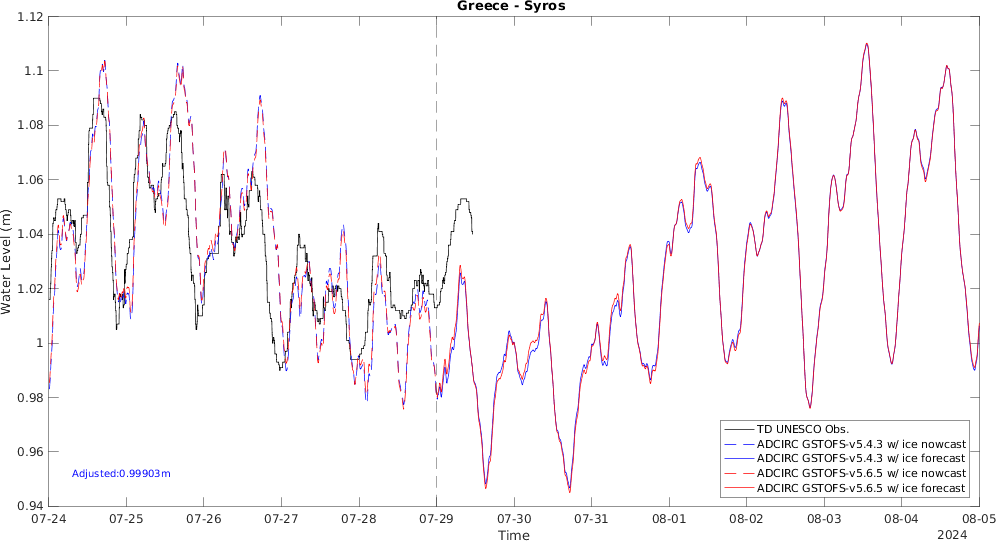 Greece - Syros
1.12
1.1
1.08
1.06
1.04
1.02
1
0.98
0.96
0.94
Water Level (m)
Adjusted:0.99903m
TD UNESCO Obs.
ADCIRC GSTOFS-v5.4.3 w/ ice nowcast
ADCIRC GSTOFS-v5.4.3 w/ ice forecast
ADCIRC GSTOFS-v5.6.5 w/ ice nowcast
ADCIRC GSTOFS-v5.6.5 w/ ice forecast
07-24 07-25 07-26 07-27 07-28 07-29 07-30 07-31 08-01 08-02 08-03 08-04 08-05
Time
2024